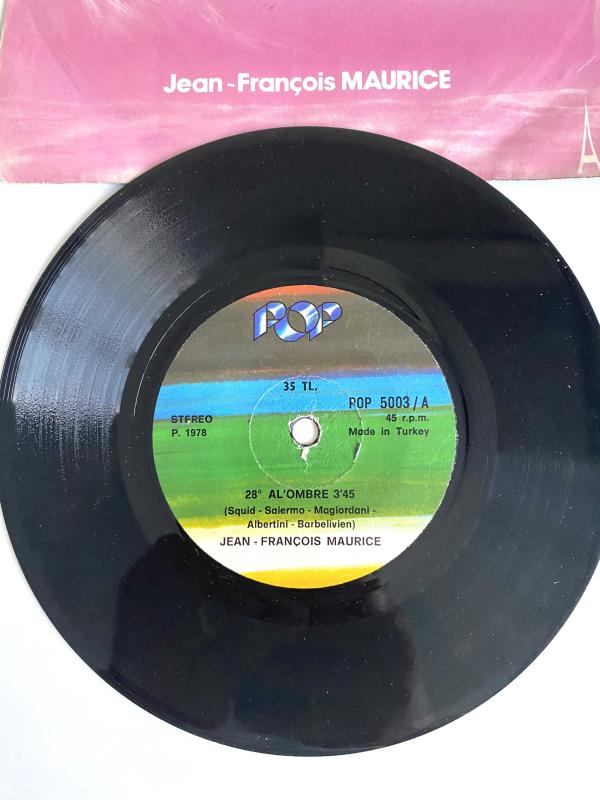 Jean-François MAURICE
POP
35 TL.
STEREO
P. 1978
POP 5003/A
45 r.p.m.
Made in Turkey
28° AL'OMBRE 3'45
(Squid - Saiermo - Magiordani -
Albertini - Barbelivien)
JEAN - FRANÇOIS MAURICE